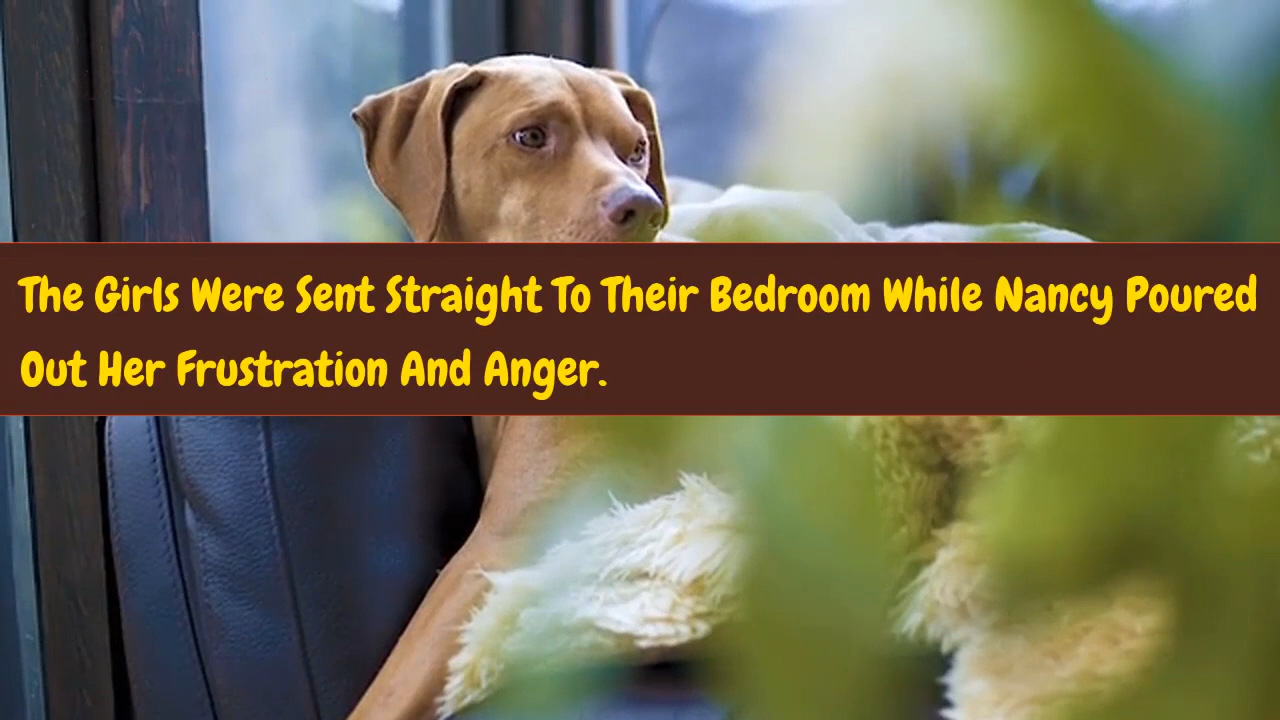 The Girls Were Sent Straight To Their Bedroom While Nancy Poured
Out Her Frustration And Anger.